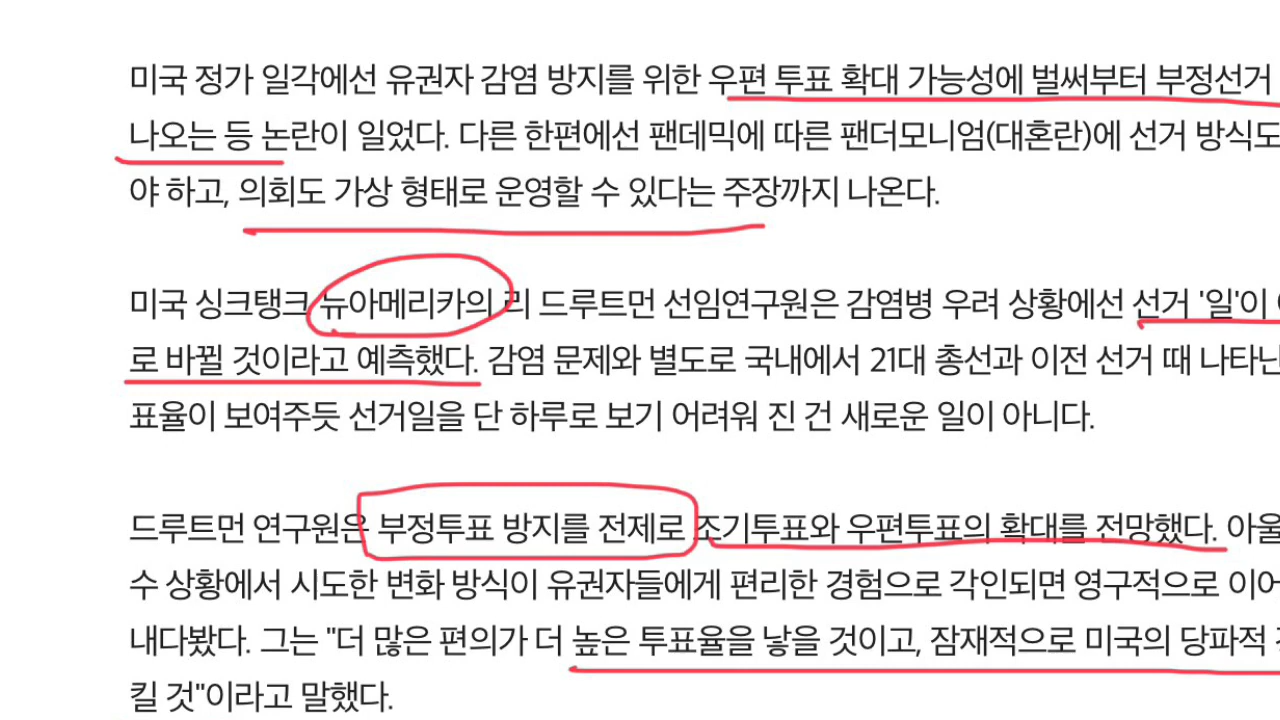 미국 정가 일각에선 유권자 감염 방지를 위한 우편 투표 확대 가능성에 벌써부터 부정선거
나오는 등 논란이 일었다. 다른 한편에선 팬데믹에 따른 팬더모니엄(대혼란)에 선거 방식도
야 하고, 의회도 가상 형태로 운영할 수 있다는 주장까지 나온다.
미국 싱크탱크 뉴아메리카의 리 드루트먼 선임연구원은 감염병 우려 상황에선 선거 '일'이
로 바뀔 것이라고 예측했다. 감염 문제와 별도로 국내에서 21대 총선과 이전 선거 때 나타난
표율이 보여주듯 선거일을 단 하루로 보기 어려워 진 건 새로운 일이 아니다.
드루트먼 연구원은 부정투표 방지를 전제로 조기투표와 우편투표의 확대를 전망했다. 아울
수 상황에서 시도한 변화 방식이 유권자들에게 편리한 경험으로 각인되면 영구적으로 이어
내다봤다. 그는 "더 많은 편의가 더 높은 투표율을 낳을 것이고, 잠재적으로 미국의 당파적
킬 것"이라고 말했다.